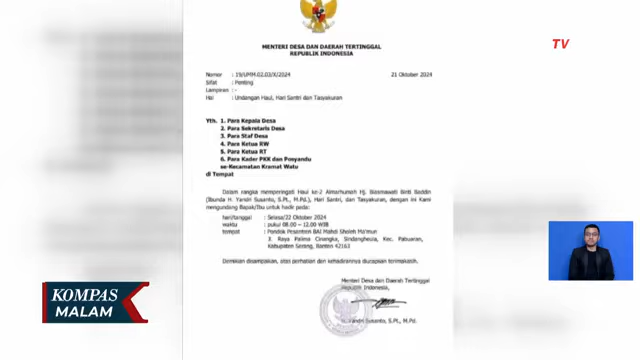 TV
MENTERI DESA DAN DAERAH TERTINGGAL
REPUBLIK INDONESIA
Nomor : 19/UMM.02.03/X/2024 21 Oktober 2024
Sifat : Penting
Lampiran : -
Hal : Undangan Haul, Hari Santri dan Tasyakuran
Yth. 1. Para Kepala Desa
2. Para Sekretaris Desa
3. Para Staf Desa
4. Para Ketua RW
5. Para Ketua RT
6. Para Kader PKK dan Posyandu
se-Kecamatan Kramat Watu
di Tempat
Dalam rangka memperingati Haul ke-2 Almarhumah Hj. Biasmawati Binti Baddin
(Ibunda H. Yandri Susanto, S.Pt., M.Pd.), Hari Santri, dan Tasyakuran, dengan ini Kami
mengundang Bapak/Ibu untuk hadir pada:
hari/tanggal : Selasa/22 Oktober 2024
waktu : pukul 08.00 – 12.00 WIB
tempat : Pondok Pesantren BAI Mahdi Sholeh Ma'mun
Jl. Raya Palima Cinangka, Sindangheula, Kec. Pabuaran,
Kabupaten Serang, Banten 42163
Demikian disampaikan, atas perhatian dan kehadirannya diucapkan terimakasih.
Menteri Desa dan Daerah Tertinggal
Republik Indonesia,
H. Yandri Susanto, S.Pt., M.Pd.
KOMPAS
MALAM